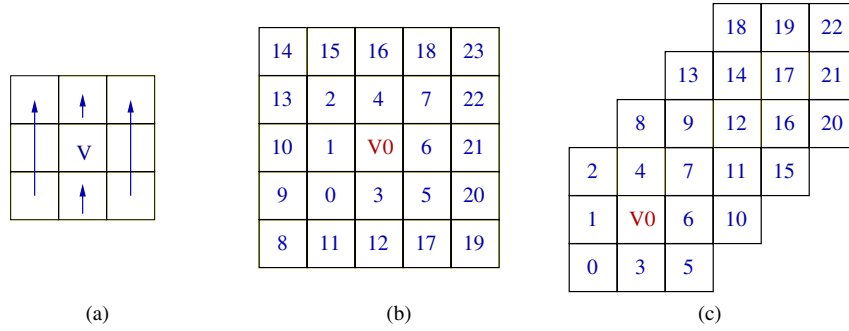 V
(a)
14 15 16 18 23
13 2 4 7 22
10 1 V0 6 21
9 0 3 5 20
8 11 12 17 19
(b)
18 19 22
13 14 17 21
8 9 12 16 20
2 4 7 11 15
1 V0 6 10
0 3 5
(c)